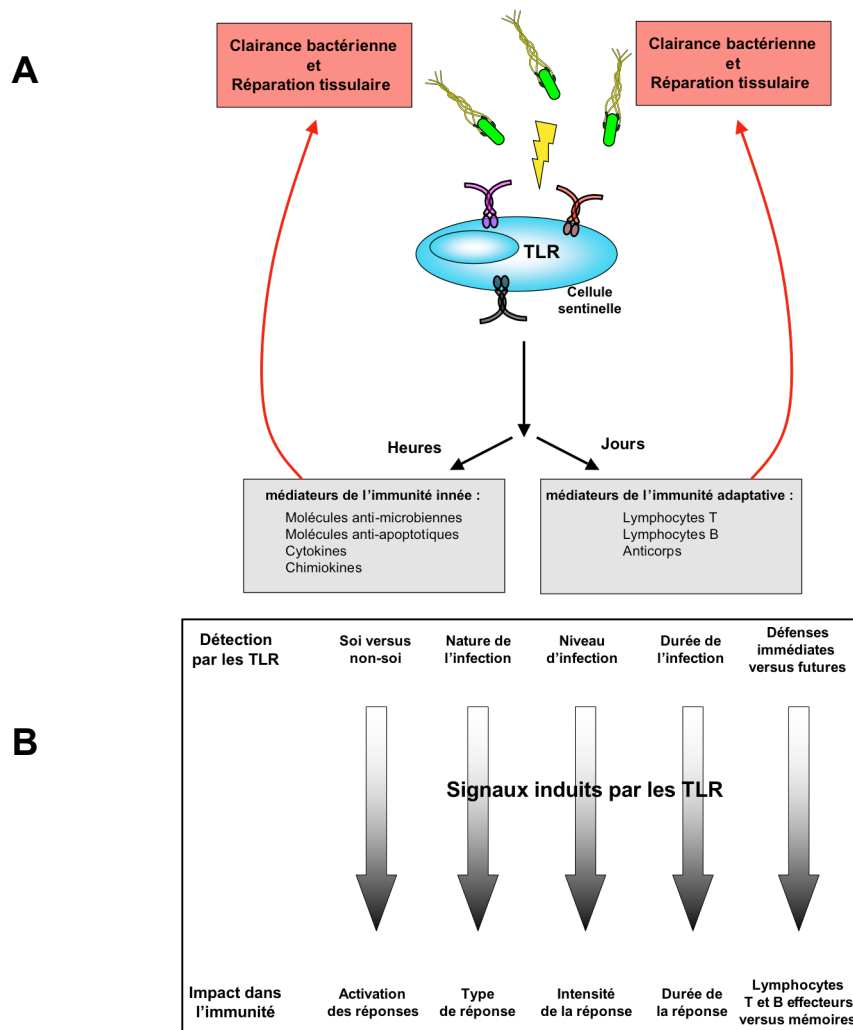 A
Clairance bactérienne
et
Réparation tissulaire
Clairance bactérienne
et
Réparation tissulaire
TLR
Cellule
sentinelle
Heures
Jours
médiateurs de l'immunité innée :
Molécules anti-microbiennes
Molécules anti-apoptotiques
Cytokines
Chimiokines
médiateurs de l'immunité adaptative :
Lymphocytes T
Lymphocytes B
Anticorps
B
Détection
par les TLR
Soi versus
non-soi
Nature de
l'infection
Niveau
d'infection
Durée de
l'infection
Défenses
immédiates
versus futures
Signaux induits par les TLR
Impact dans
l'immunité
Activation
des réponses
Type
de réponse
Intensité
de la réponse
Durée de
la réponse
Lymphocytes
T et B effecteurs
versus mémoires